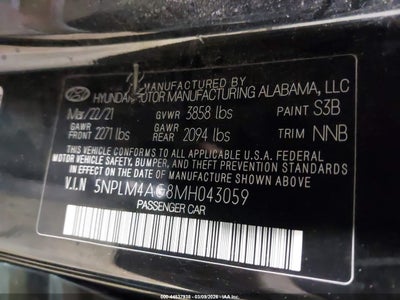 MANUFACTURED BY
HYUNDAI MOTOR MANUFACTURING ALABAMA, LLC
Mar/22/21 GVWR 3858 lbs PAINT S3B
GAWR FRONT 2271 lbs GAWR REAR 2094 lbs TRIM NNB
THIS VEHICLE CONFORMS TO ALL APPLICABLE U.S.A. FEDERAL
MOTOR VEHICLE SAFETY, BUMPER, AND THEFT PREVENTION STANDARDS
IN EFFECT ON THE DATE OF MANUFACTURE SHOWN ABOVE.
V.I.N
PASSENGER CAR